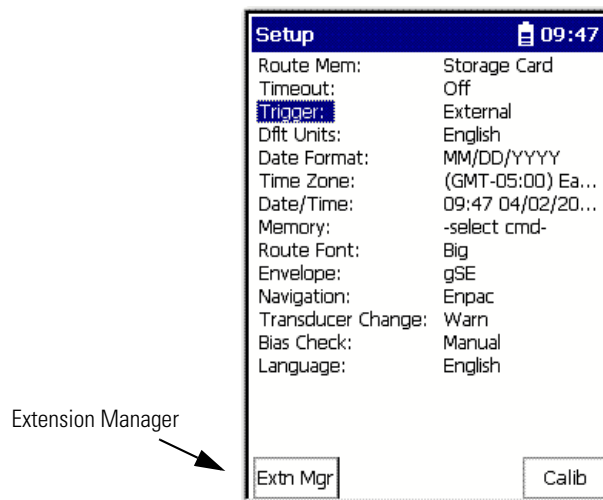 Setup 09:47
Route Mem: Storage Card
Timeout: Off
Trigger: External
Dflt Units: English
Date Format: MM/DD/YYYY
Time Zone: (GMT-05:00) Ea...
Date/Time: 09:47 04/02/20...
Memory: -select cmd-
Route Font: Big
Envelope: gSE
Navigation: Enpac
Transducer Change: Warn
Bias Check: Manual
Language: English
Extension Manager
Extn Mgr Calib